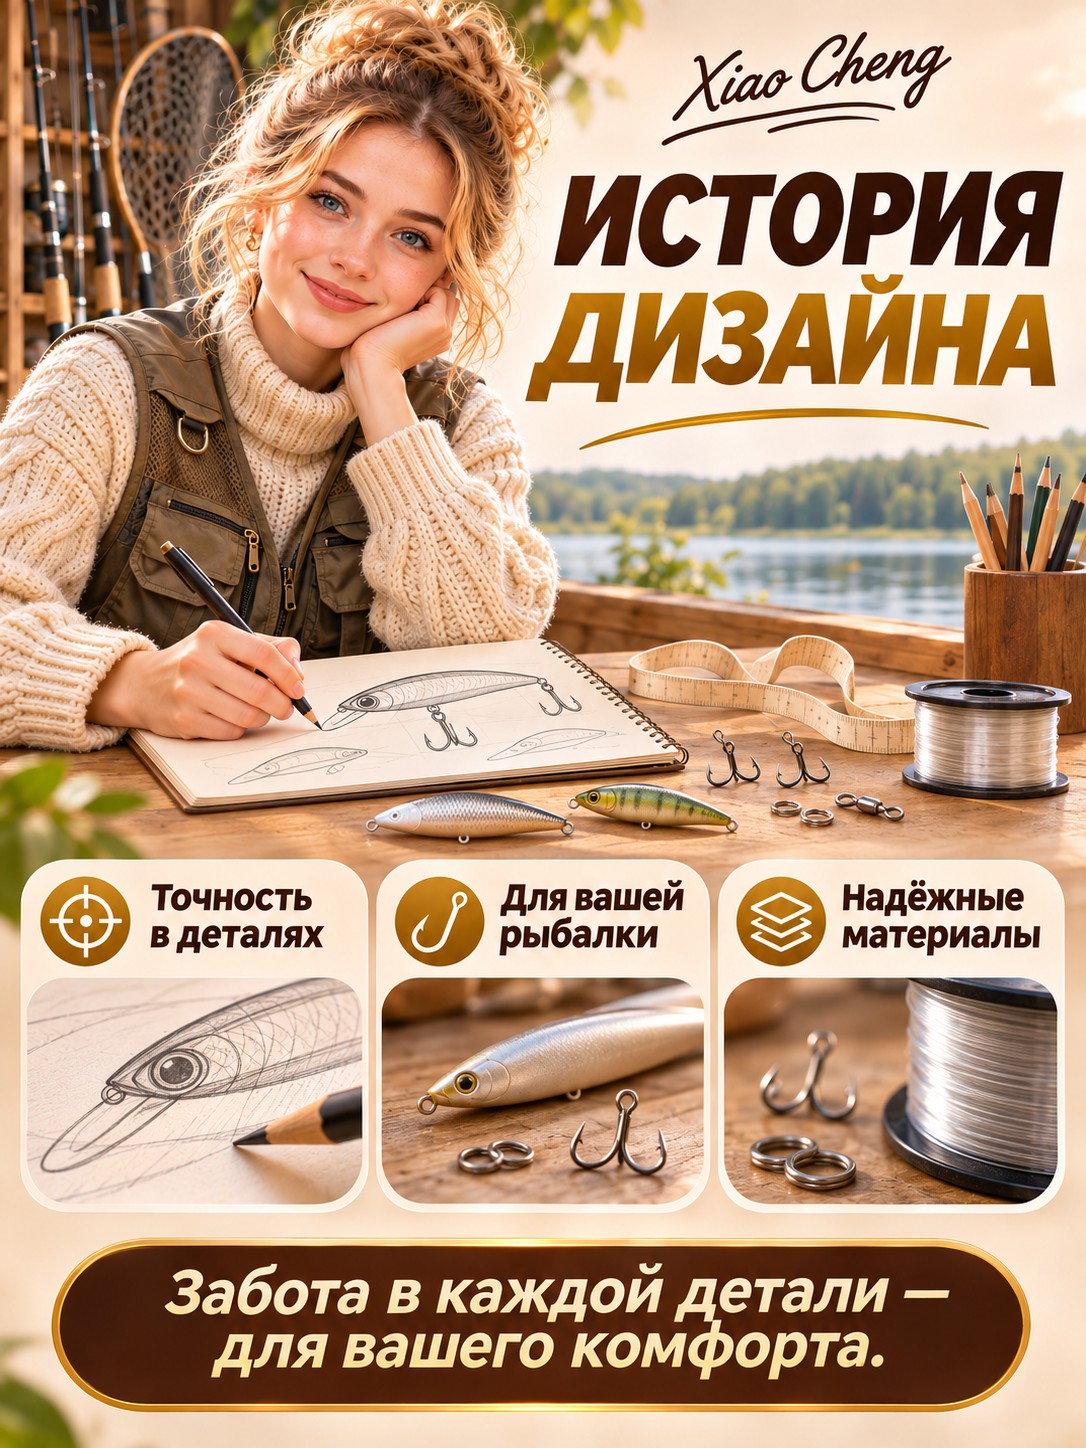 Xiao Cheng
ИСТОРИЯ
ДИЗАЙНА
Точность
в деталях
Для вашей
рыбалки
Надёжные
материалы
Забота в каждой детали —
для вашего комфорта.